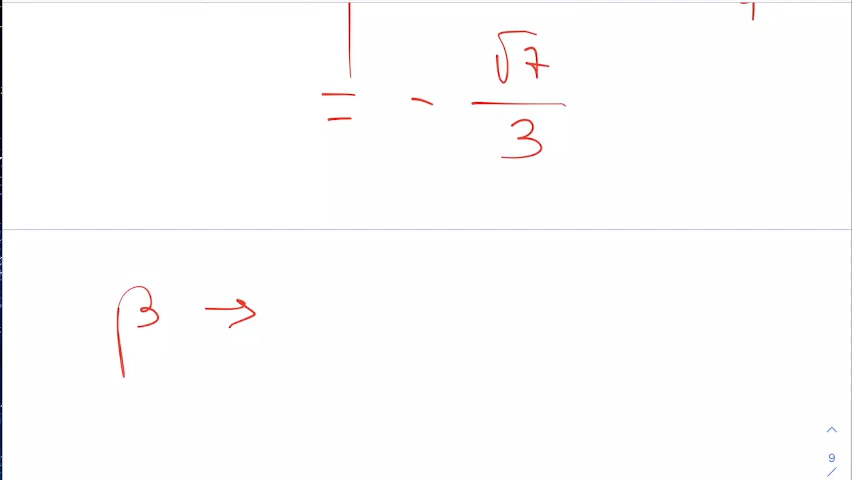 = - √7/3
β →
9